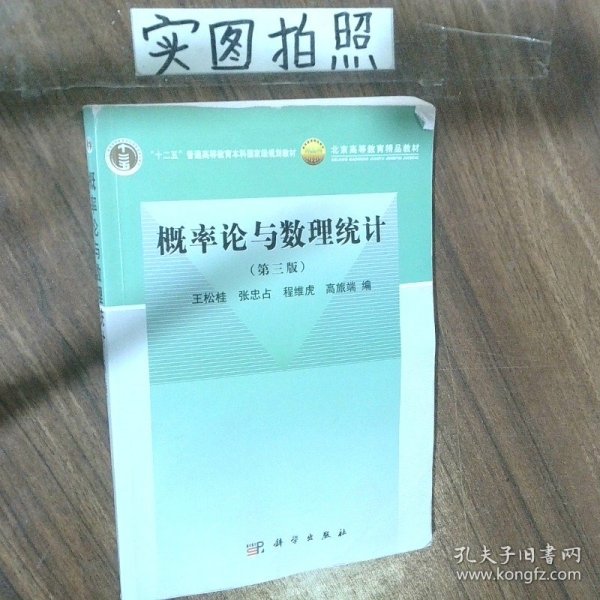 实图拍照
"十二五"普通高等教育本科国家级规划教材
北京高等教育精品教材
概率论与数理统计
(第三版)
王松桂 张忠占 程维虎 高旅端 编
科学出版社
孔夫子旧书网
www.kongfz.com